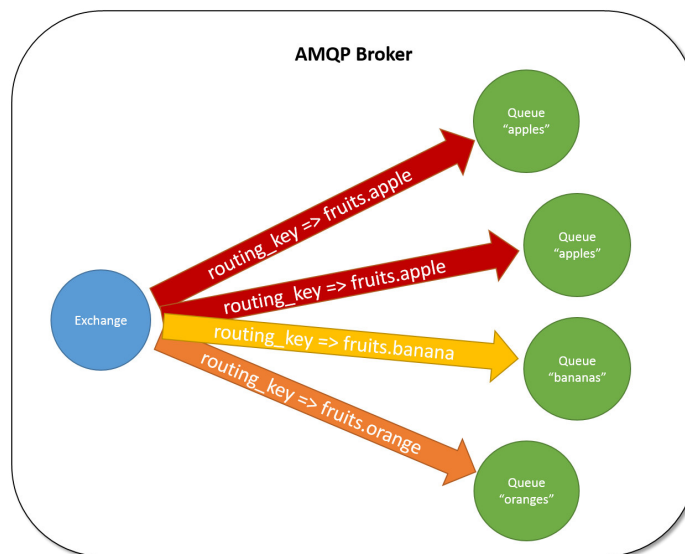 AMQP Broker
Queue
"apples"
routing_key => fruits.apple
Queue
"apples"
routing_key => fruits.apple
Exchange
routing_key => fruits.banana
Queue
"bananas"
routing_key => fruits.orange
Queue
"oranges"